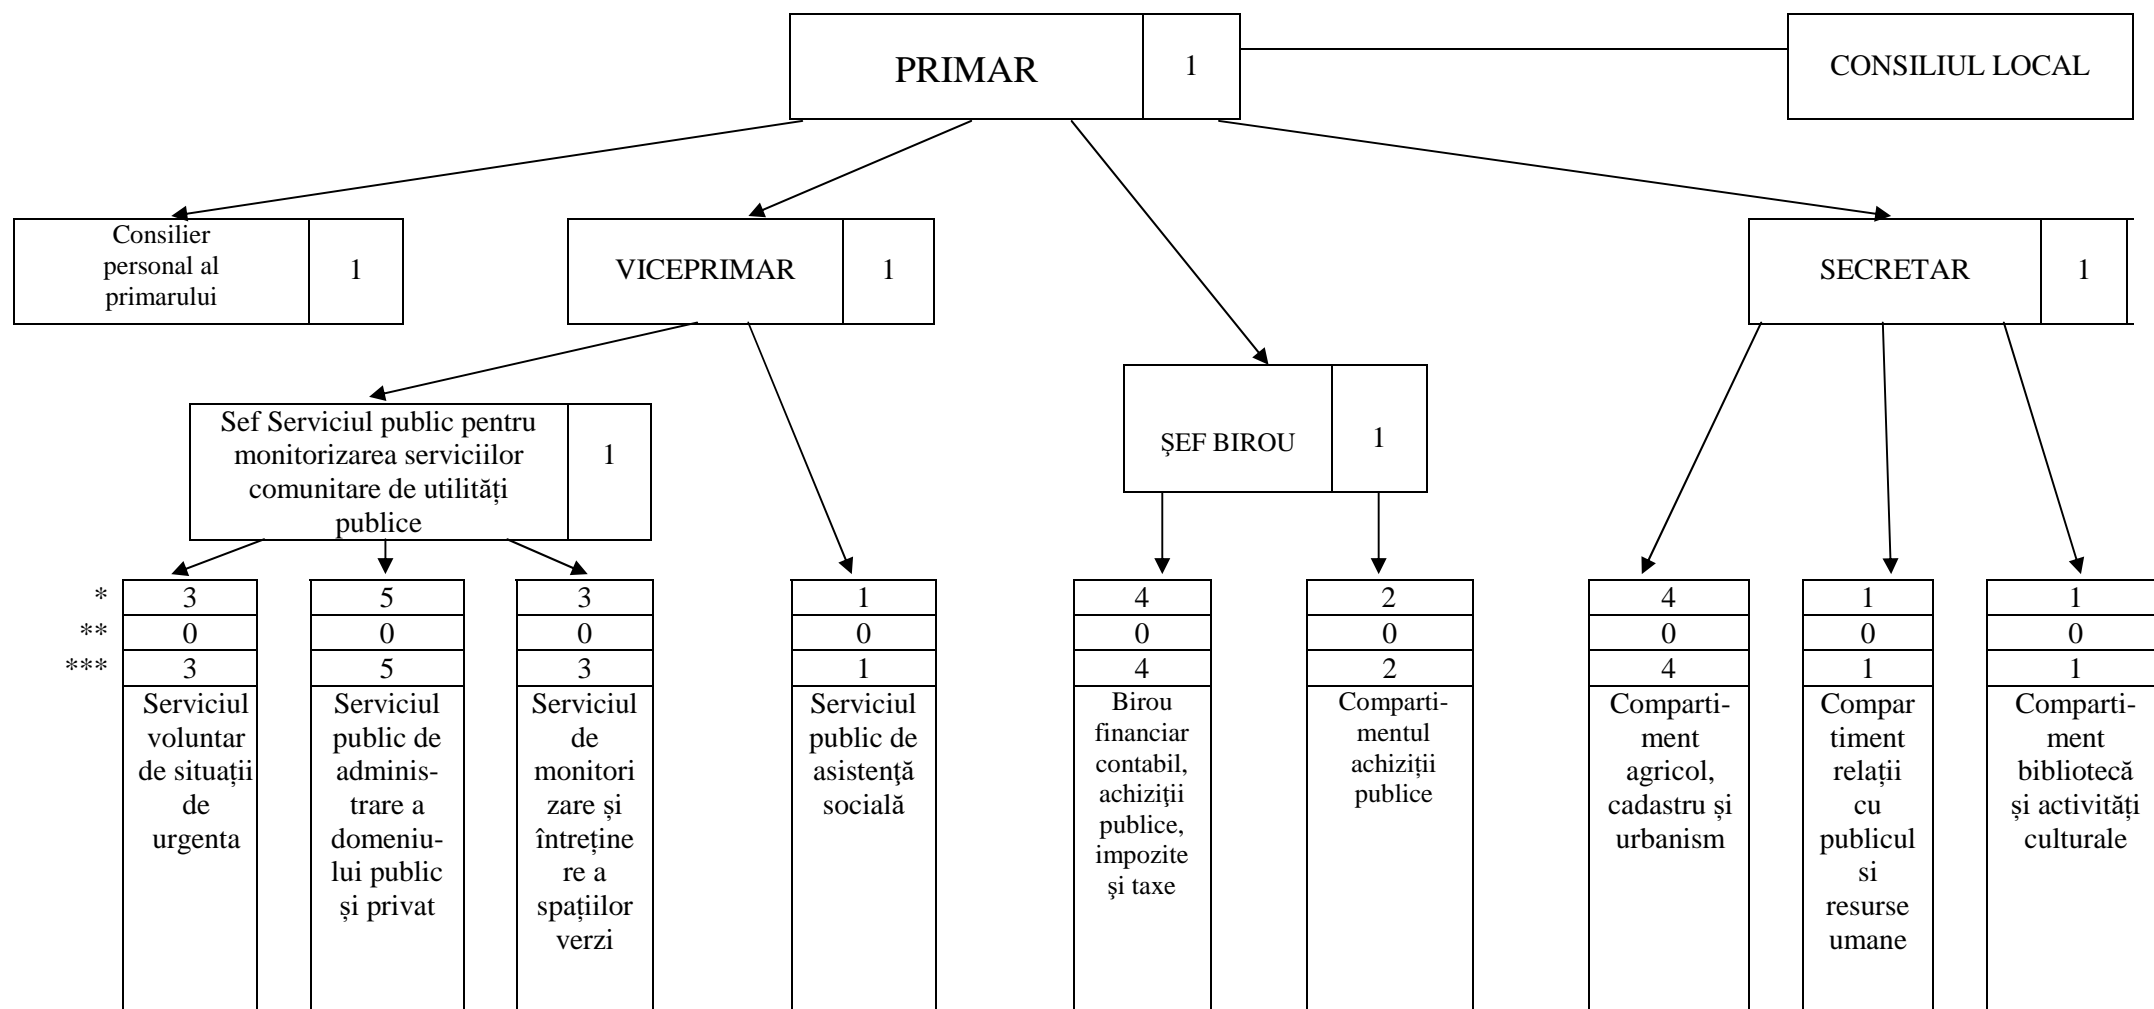 PRIMAR
1
CONSILIUL LOCAL
Consilier
personal al
primarului
1
VICEPRIMAR
1
SECRETAR
1
Sef Serviciul public pentru
monitorizarea serviciilor
comunitare de utilități
publice
1
ŞEF BIROU
1
* 3 5 3 1 4 2 4 1 1
** 0 0 0 0 0 0 0 0 0
*** 3 5 3 1 4 2 4 1 1
Serviciul
voluntar
de situații
de
urgenta
Serviciul
public de
adminis-
trare a
domeniu-
lui public
și privat
Serviciul
de
monitori
zare și
întreține
re a
spațiilor
verzi
Serviciul
public de
asistenţă
socială
Birou
financiar
contabil,
achiziţii
publice,
impozite
şi taxe
Comparti-
mentul
achiziții
publice
Comparti-
ment
agricol,
cadastru și
urbanism
Compar
timent
relații
cu
publicul
si
resurse
umane
Comparti-
ment
bibliotecă
și activități
culturale